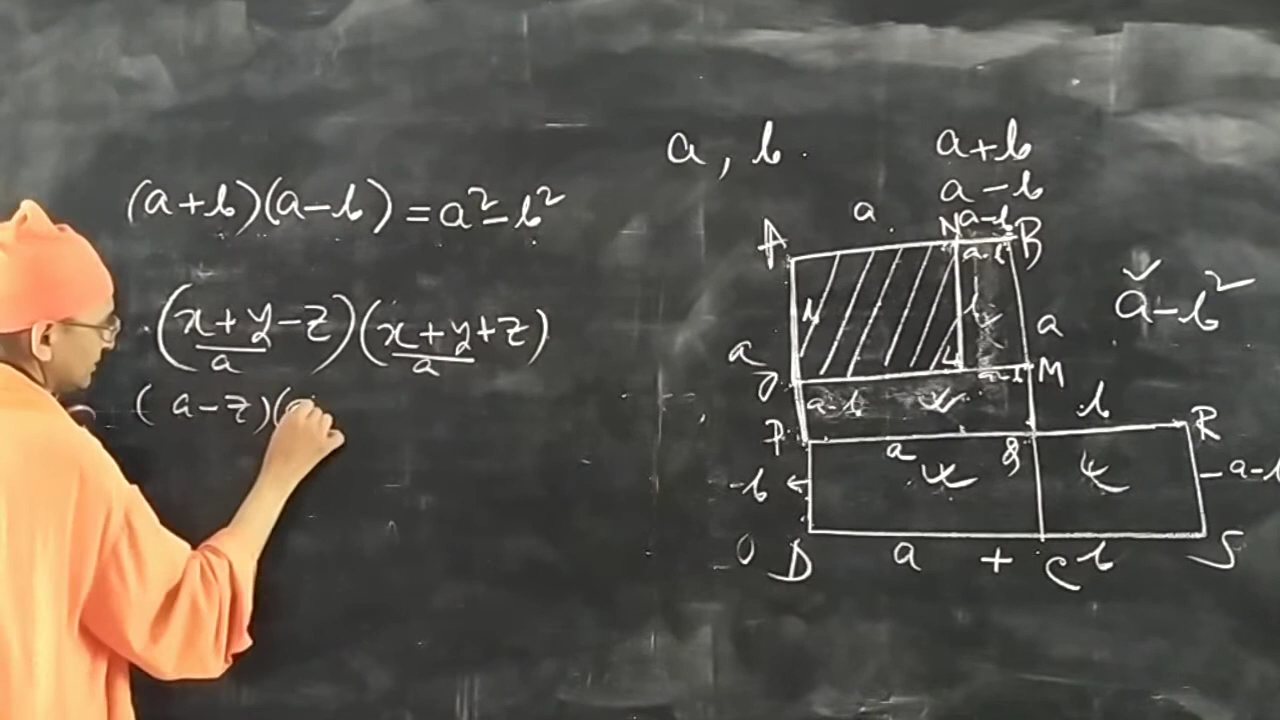 (a+b)(a-b) = a²-b²
(x+y-z)(x+y+z)
a a
(a-z)(
a, b.
a+b
a-b
a a-b
A N B
a-b
a a
O M
a-b a-b b
P a Q R
-b a-b
D a + C b S
a²-b²